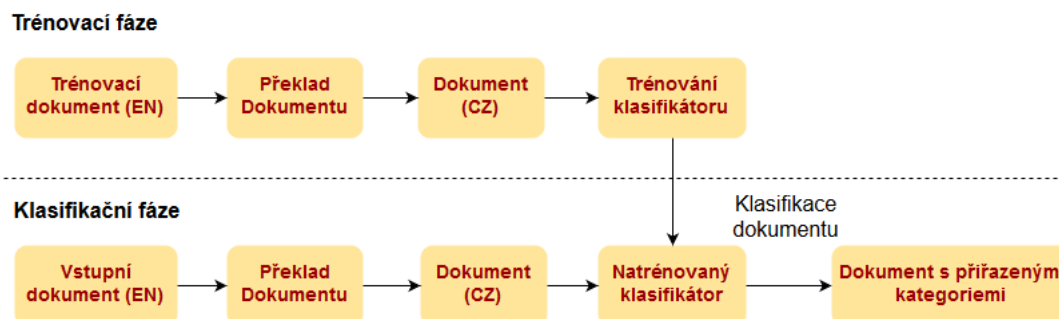 Trénovací fáze
Trénovací
dokument (EN)
Překlad
Dokumentu
Dokument
(CZ)
Trénování
klasifikátoru
Klasifikační fáze
Klasifikace
dokumentu
Vstupní
dokument (EN)
Překlad
Dokumentu
Dokument
(CZ)
Natrénovaný
klasifikátor
Dokument s přiřazeným
kategoriemi